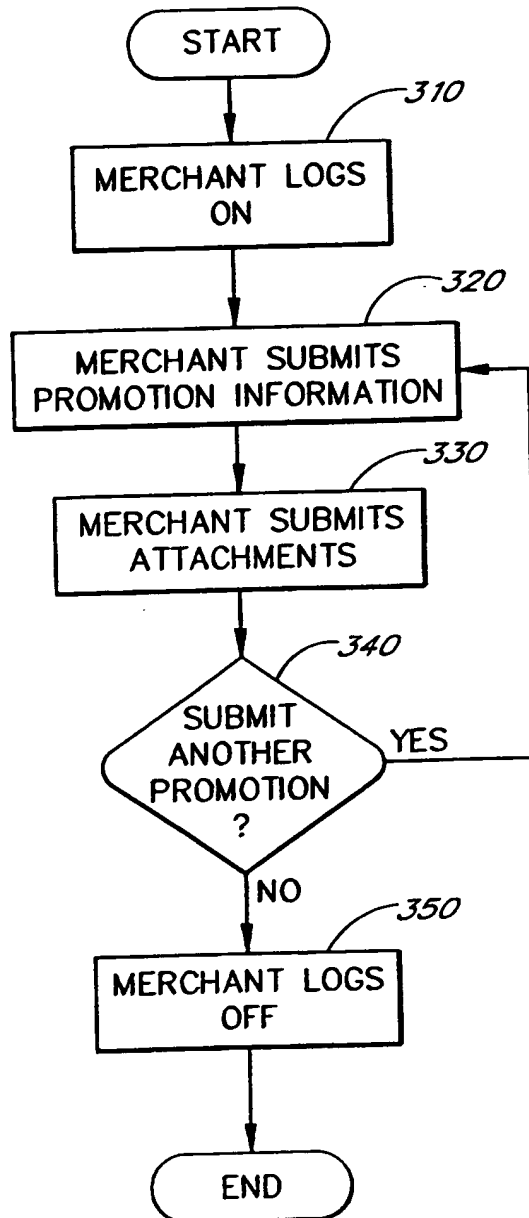 START
310
MERCHANT LOGS
ON
320
MERCHANT SUBMITS
PROMOTION INFORMATION
330
MERCHANT SUBMITS
ATTACHMENTS
340
SUBMIT
ANOTHER
PROMOTION
?
YES
NO
350
MERCHANT LOGS
OFF
END